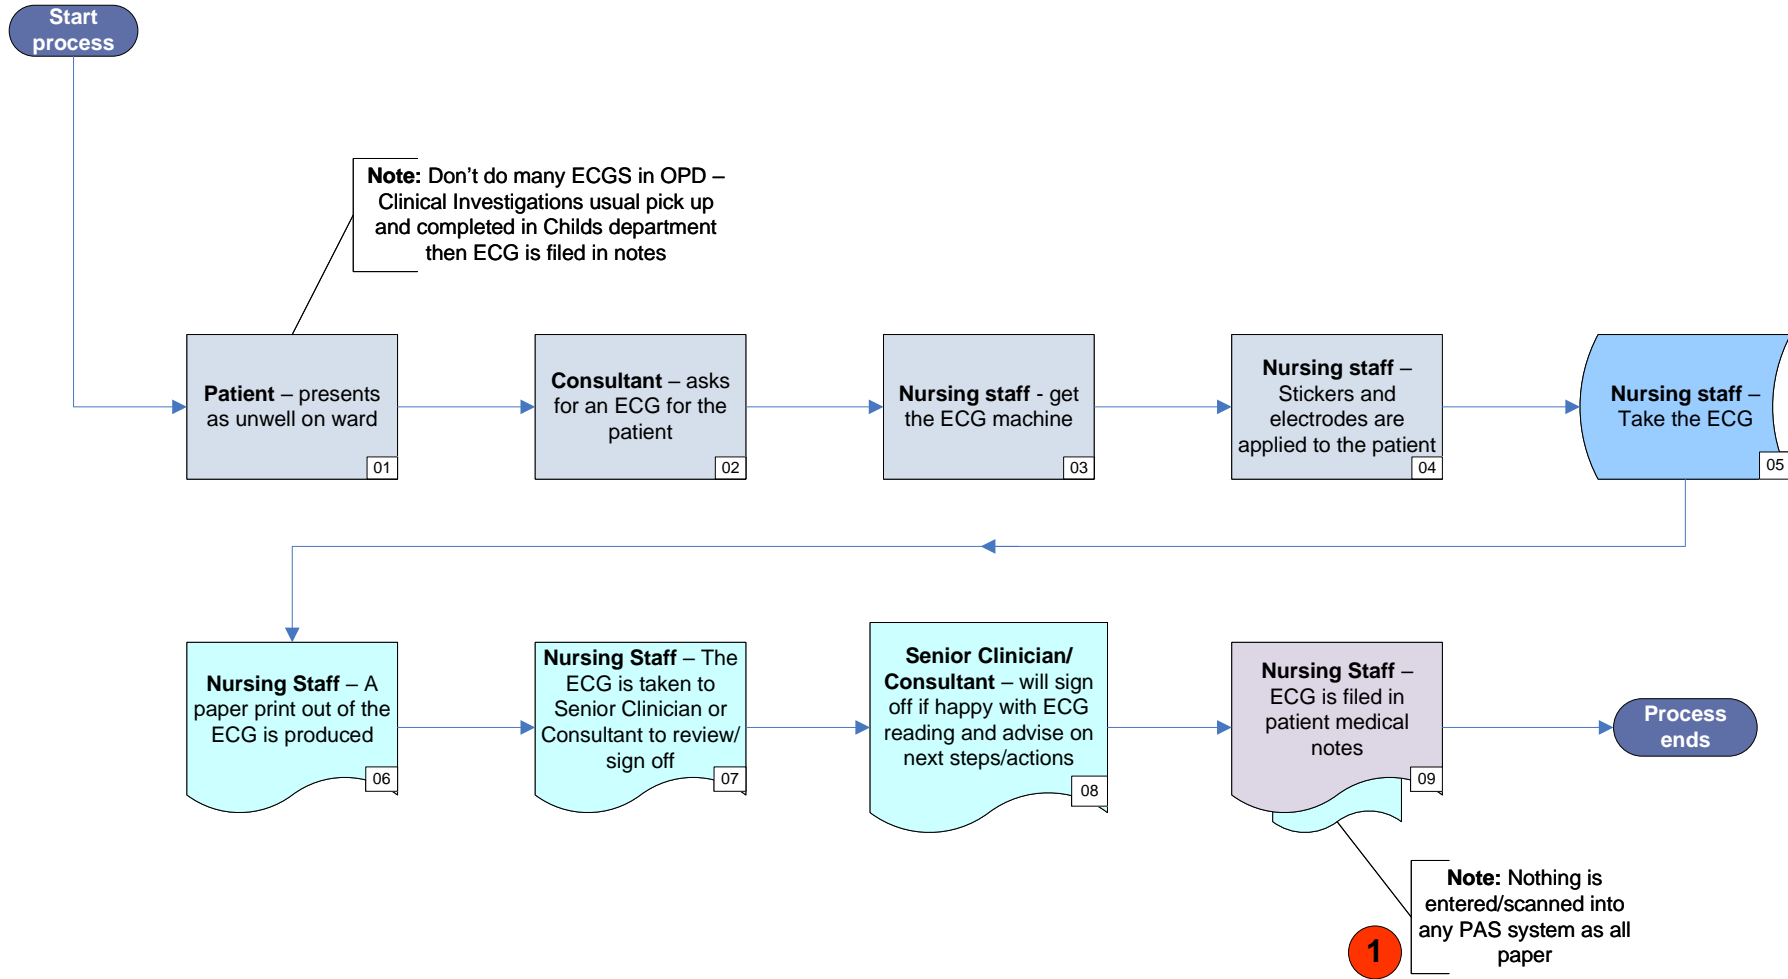 Start
process
Note: Don’t do many ECGS in OPD –
Clinical Investigations usual pick up
and completed in Childs department
then ECG is filed in notes
Patient – presents
as unwell on ward
01
Consultant – asks
for an ECG for the
patient
02
Nursing staff - get
the ECG machine
03
Nursing staff –
Stickers and
electrodes are
applied to the patient
04
Nursing staff –
Take the ECG
05
Nursing Staff – A
paper print out of the
ECG is produced
06
Nursing Staff – The
ECG is taken to
Senior Clinician or
Consultant to review/
sign off
07
Senior Clinician/
Consultant – will sign
off if happy with ECG
reading and advise on
next steps/actions
08
Nursing Staff –
ECG is filed in
patient medical
notes
09
Process
ends
Note: Nothing is
entered/scanned into
any PAS system as all
paper
1